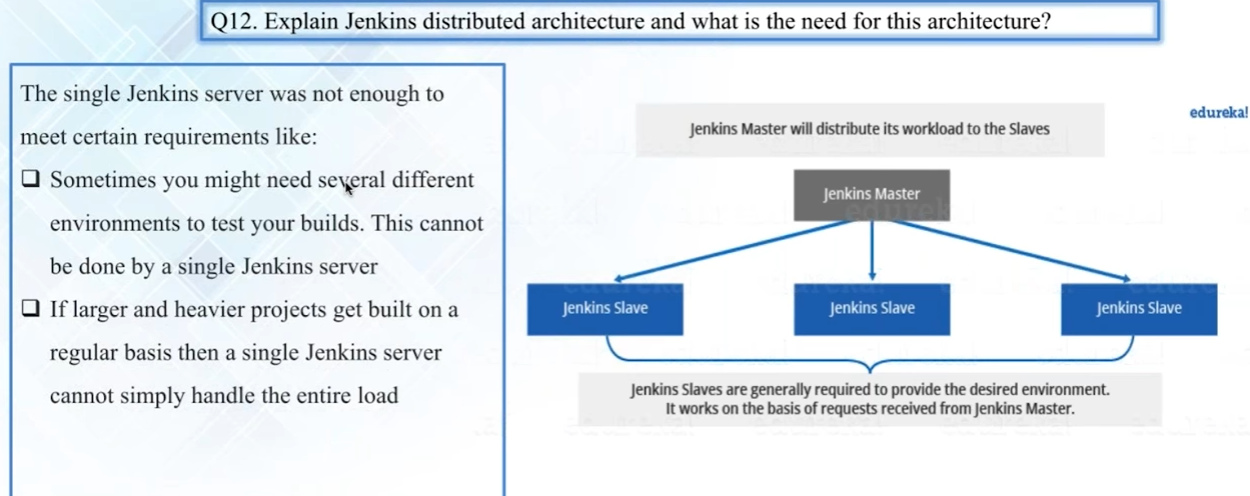 Q12. Explain Jenkins distributed architecture and what is the need for this architecture?
The single Jenkins server was not enough to
meet certain requirements like:
❑ Sometimes you might need several different
environments to test your builds. This cannot
be done by a single Jenkins server
❑ If larger and heavier projects get built on a
regular basis then a single Jenkins server
cannot simply handle the entire load
edureka!
Jenkins Master will distribute its workload to the Slaves
Jenkins Master
Jenkins Slave
Jenkins Slave
Jenkins Slave
Jenkins Slaves are generally required to provide the desired environment.
It works on the basis of requests received from Jenkins Master.